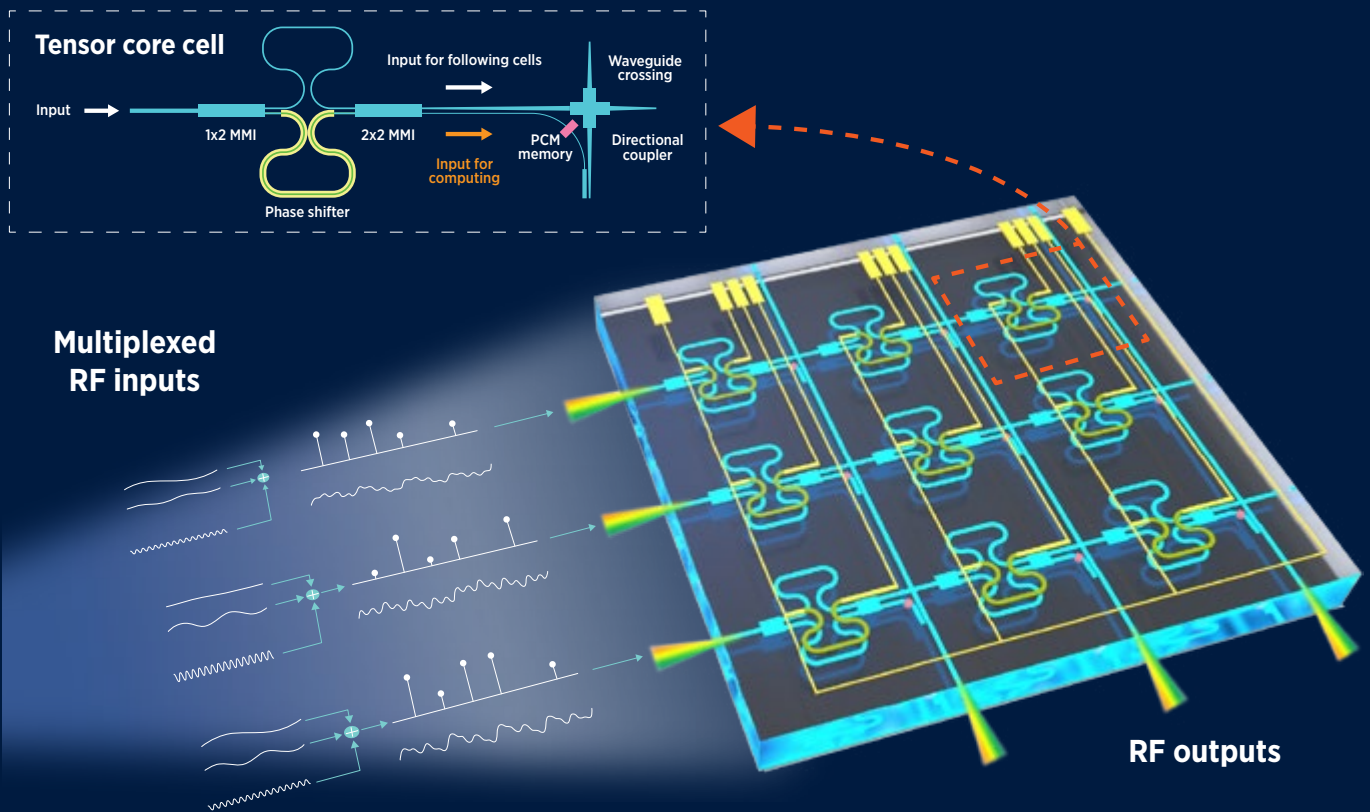 Tensor core cell
Input for following cells
Waveguide
crossing
Input
1x2 MMI
2x2 MMI
PCM
memory
Directional
coupler
Input for
computing
Phase shifter
Multiplexed
RF inputs
RF outputs